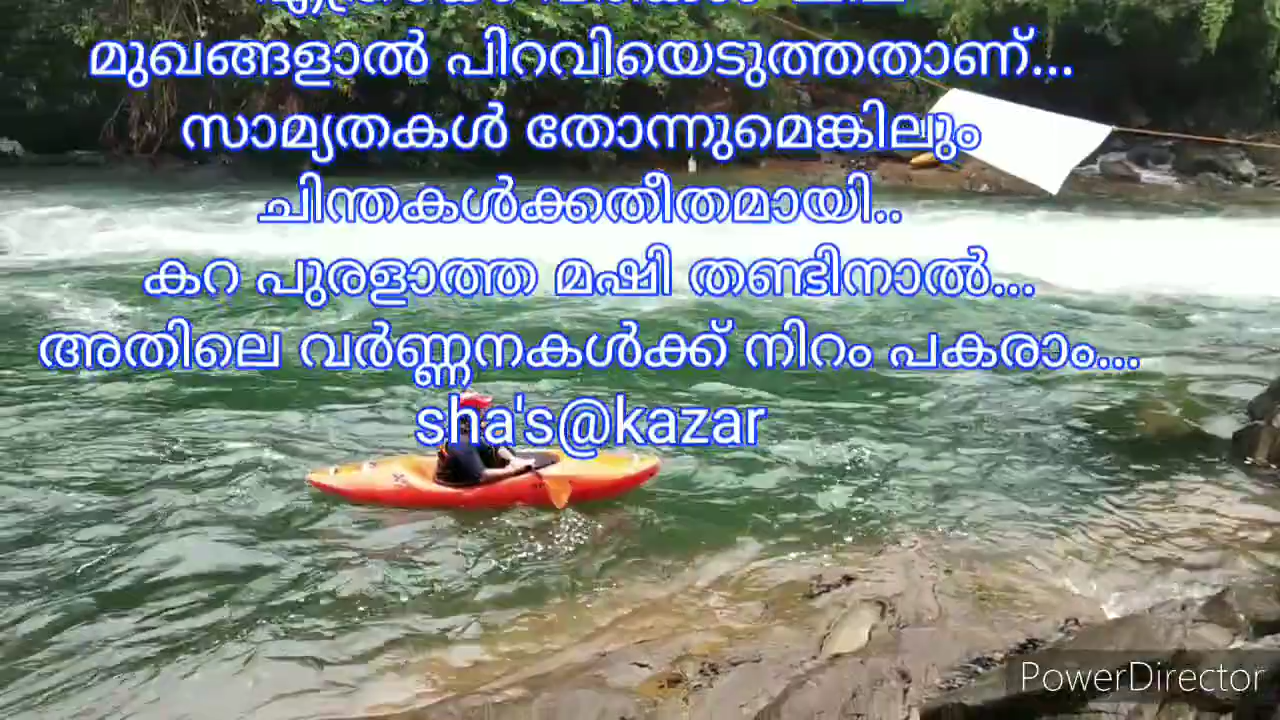 മുഖങ്ങളാൽ പിറവിയെടുത്തതാണ്...
സാമ്യതകൾ തോന്നുമെങ്കിലും
ചിന്തകൾക്കതീതമായി..
കറ പുരളാത്ത മഷി തണ്ടിനാൽ...
അതിലെ വർണ്ണനകൾക്ക് നിറം പകരാം...
sha's@kazar
PowerDirector